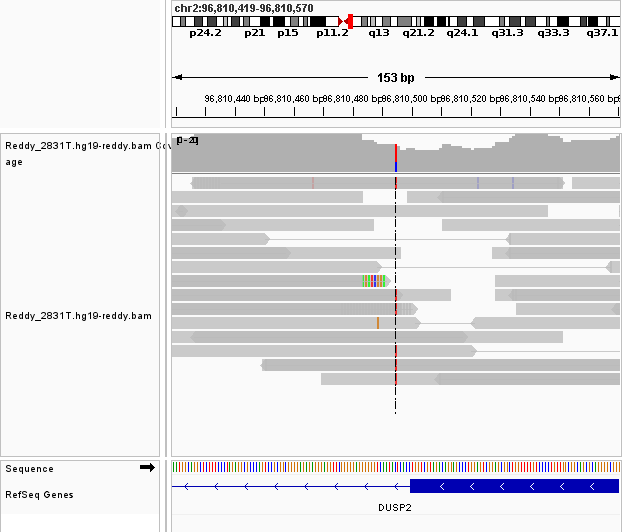 chr2:96,810,419-96,810,570
p24.2 p21 p15 p11.2 q13 q21.2 q24.1 q31.3 q33.3 q37.1
153 bp
96,810,440 bp 96,810,460 bp 96,810,480 bp 96,810,500 bp 96,810,520 bp 96,810,540 bp 96,810,560 bp
Reddy_2831T.hg19-reddy.bam Cov
age
[0-20]
Reddy_2831T.hg19-reddy.bam
Sequence
RefSeq Genes
DUSP2